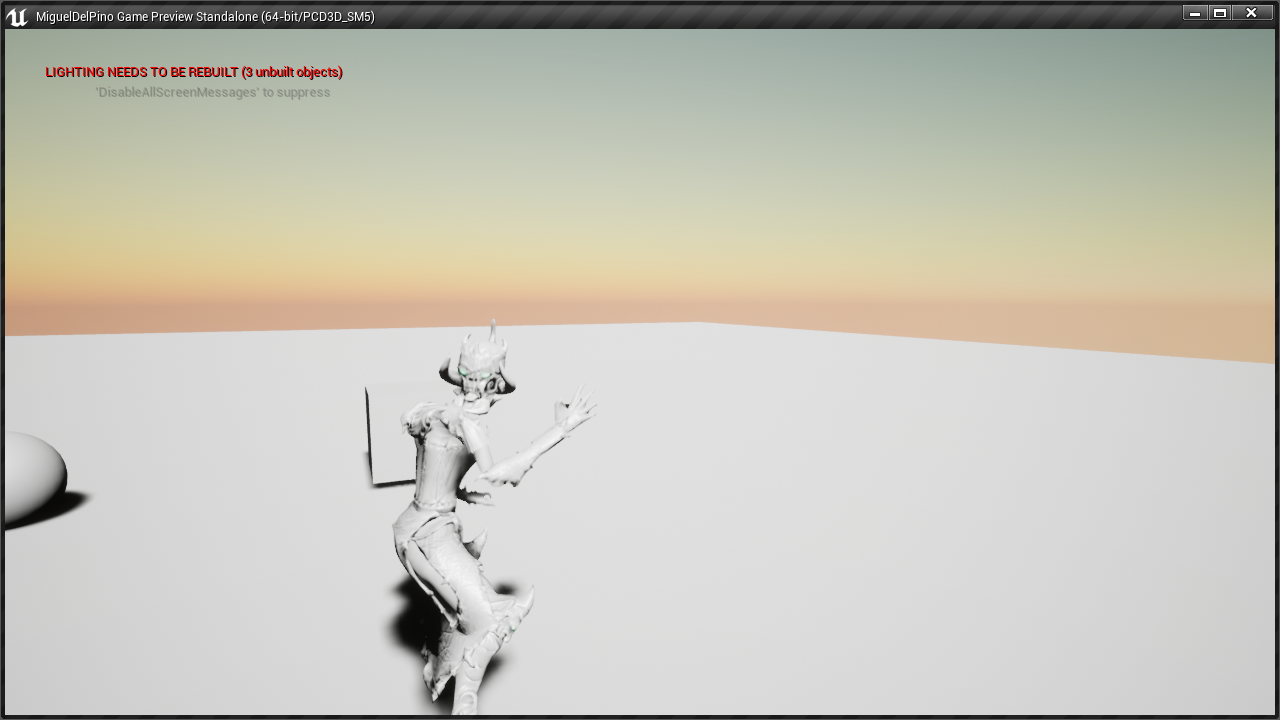 MiguelDelPino Game Preview Standalone (64-bit/PCD3D_SM5)
LIGHTING NEEDS TO BE REBUILT (3 unbuilt objects)
'DisableAllScreenMessages' to suppress